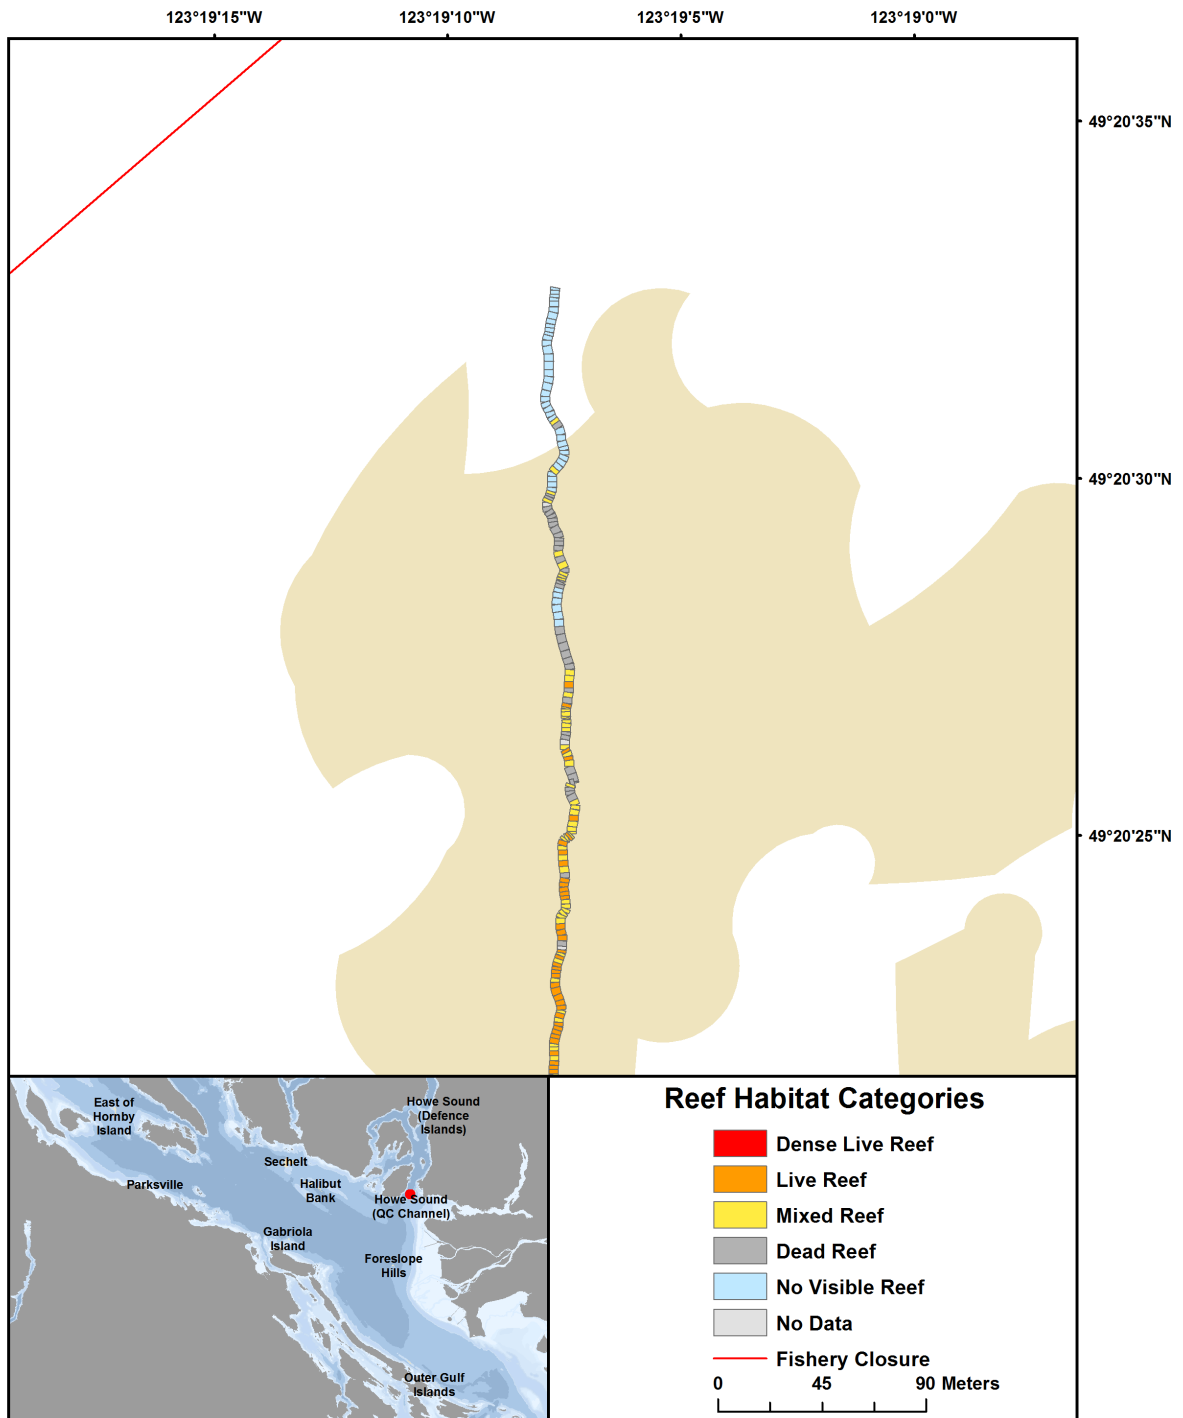 123°19'15"W 123°19'10"W 123°19'5"W 123°19'0"W
49°20'35"N
49°20'30"N
49°20'25"N
East of
Hornby
Island
Howe Sound
(Defence
Islands)
Sechelt
Parksville
Halibut
Bank
Howe Sound
(QC Channel)
Gabriola
Island
Foreslope
Hills
Outer Gulf
Islands
Reef Habitat Categories
Dense Live Reef
Live Reef
Mixed Reef
Dead Reef
No Visible Reef
No Data
Fishery Closure
0 45 90 Meters